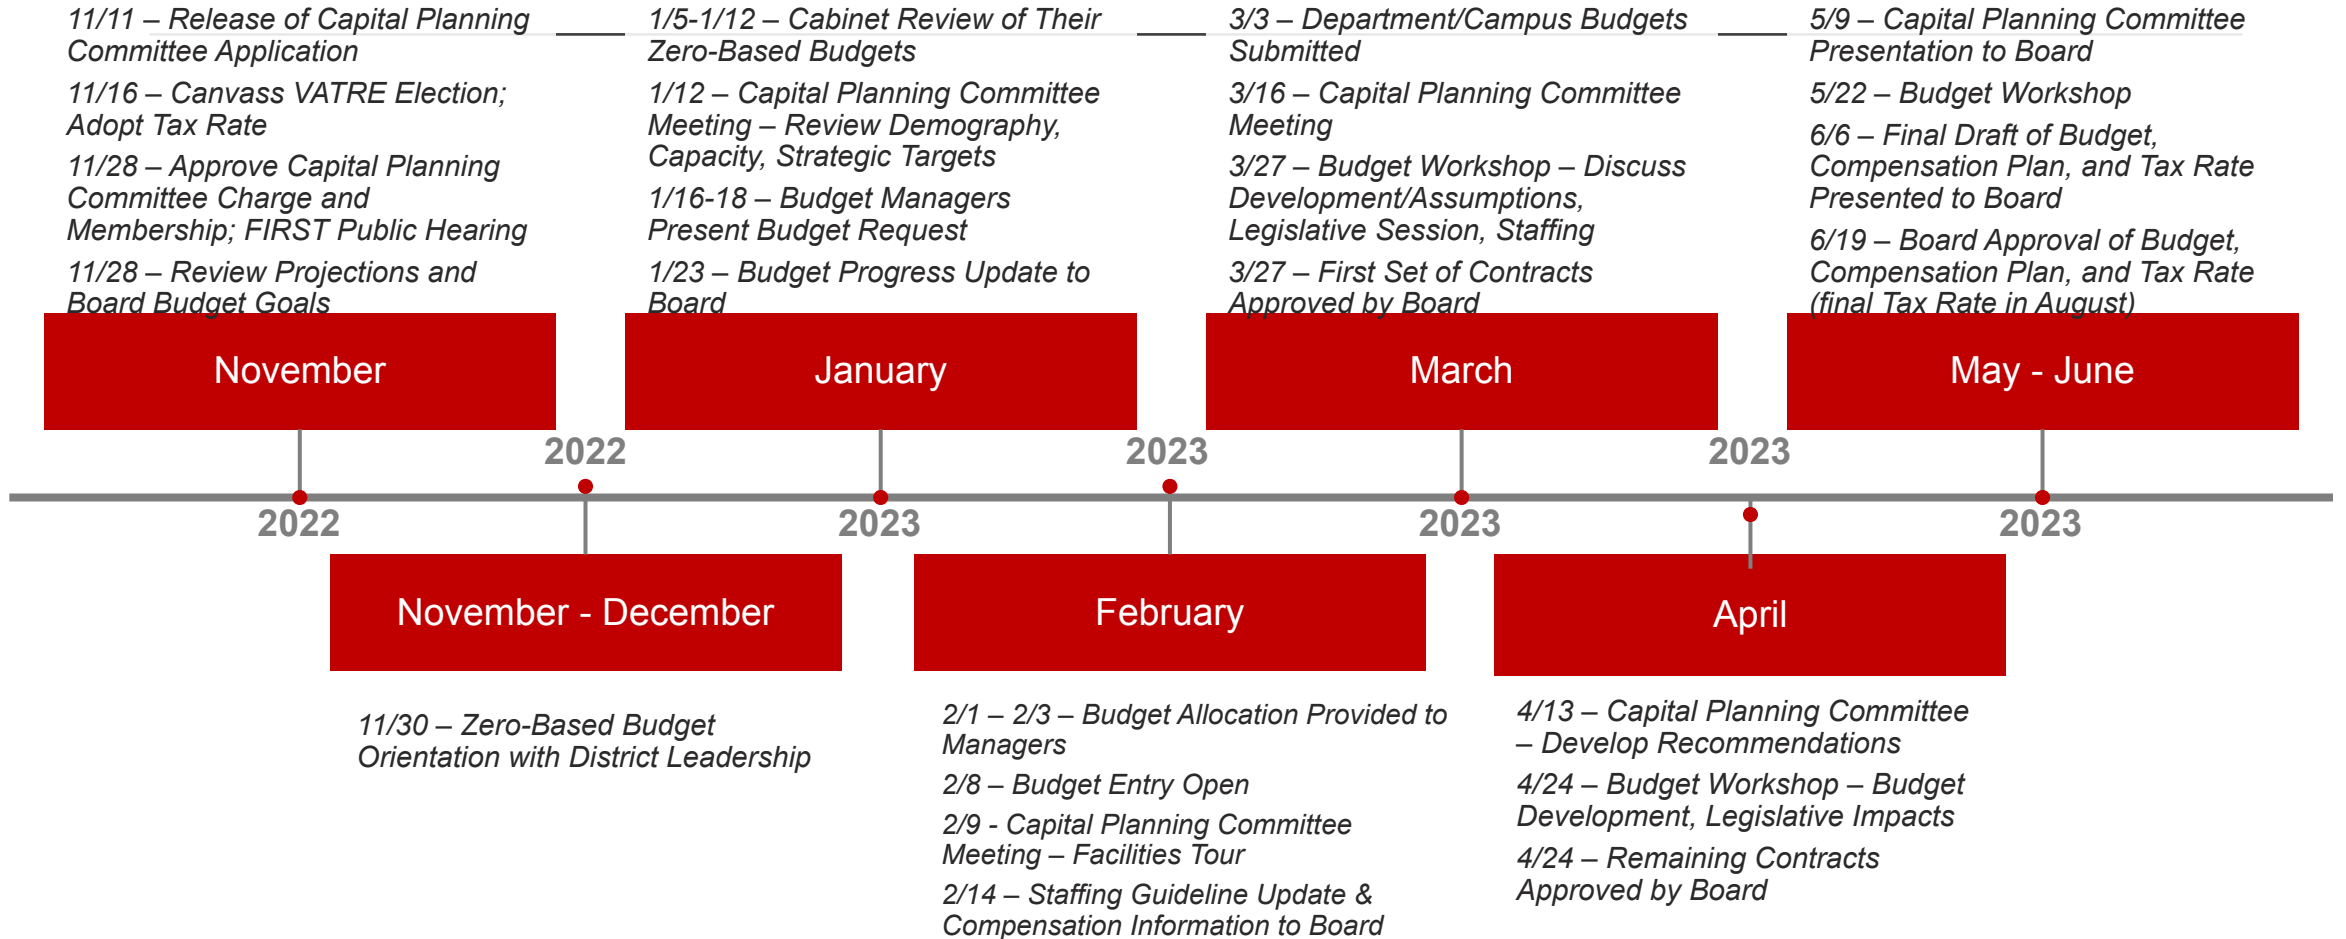 11/11 – Release of Capital Planning
Committee Application
11/16 – Canvass VATRE Election;
Adopt Tax Rate
11/28 – Approve Capital Planning
Committee Charge and
Membership; FIRST Public Hearing
11/28 – Review Projections and
Board Budget Goals
November
2022
1/5-1/12 – Cabinet Review of Their
Zero-Based Budgets
1/12 – Capital Planning Committee
Meeting – Review Demography,
Capacity, Strategic Targets
1/16-18 – Budget Managers
Present Budget Request
1/23 – Budget Progress Update to
Board
January
2023
3/3 – Department/Campus Budgets
Submitted
3/16 – Capital Planning Committee
Meeting
3/27 – Budget Workshop – Discuss
Development/Assumptions,
Legislative Session, Staffing
3/27 – First Set of Contracts
Approved by Board
March
2023
5/9 – Capital Planning Committee
Presentation to Board
5/22 – Budget Workshop
6/6 – Final Draft of Budget,
Compensation Plan, and Tax Rate
Presented to Board
6/19 – Board Approval of Budget,
Compensation Plan, and Tax Rate
(final Tax Rate in August)
May - June
2023
2022
November - December
11/30 – Zero-Based Budget
Orientation with District Leadership
2023
February
2/1 – 2/3 – Budget Allocation Provided to
Managers
2/8 – Budget Entry Open
2/9 - Capital Planning Committee
Meeting – Facilities Tour
2/14 – Staffing Guideline Update &
Compensation Information to Board
2023
April
4/13 – Capital Planning Committee
– Develop Recommendations
4/24 – Budget Workshop – Budget
Development, Legislative Impacts
4/24 – Remaining Contracts
Approved by Board